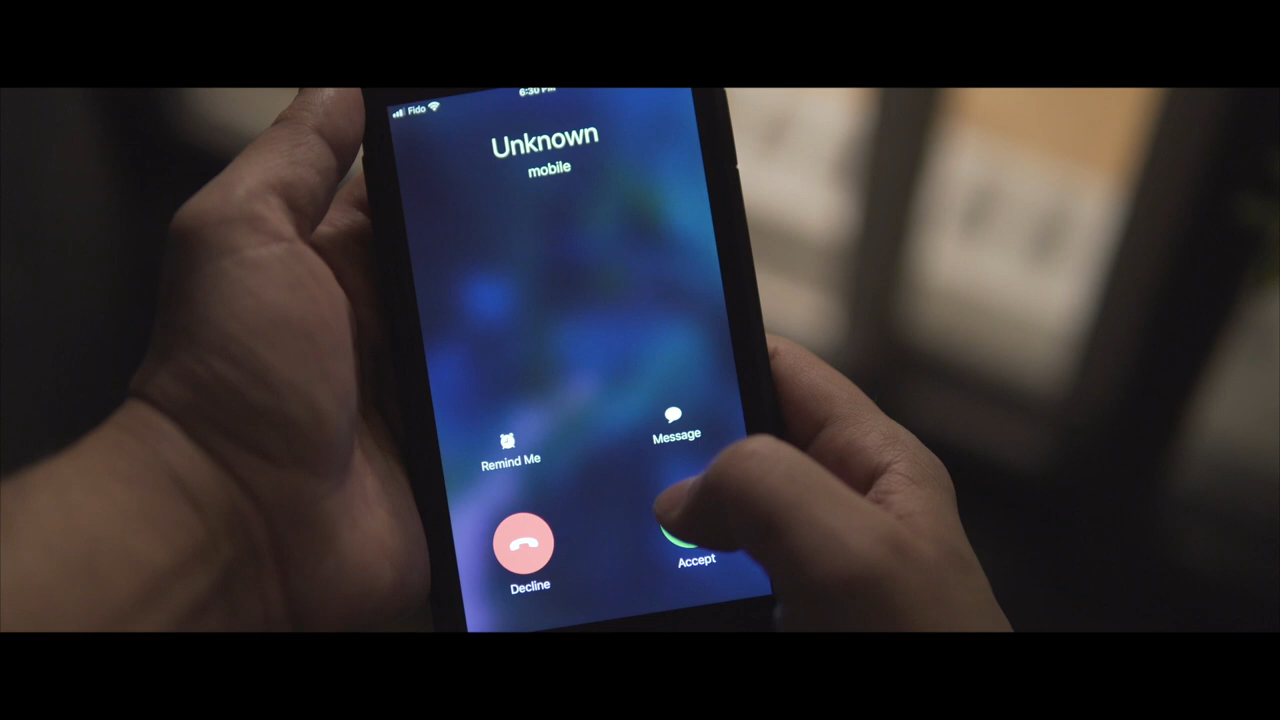 6:30 PM
Fido
Unknown
mobile
Message
Remind Me
Accept
Decline